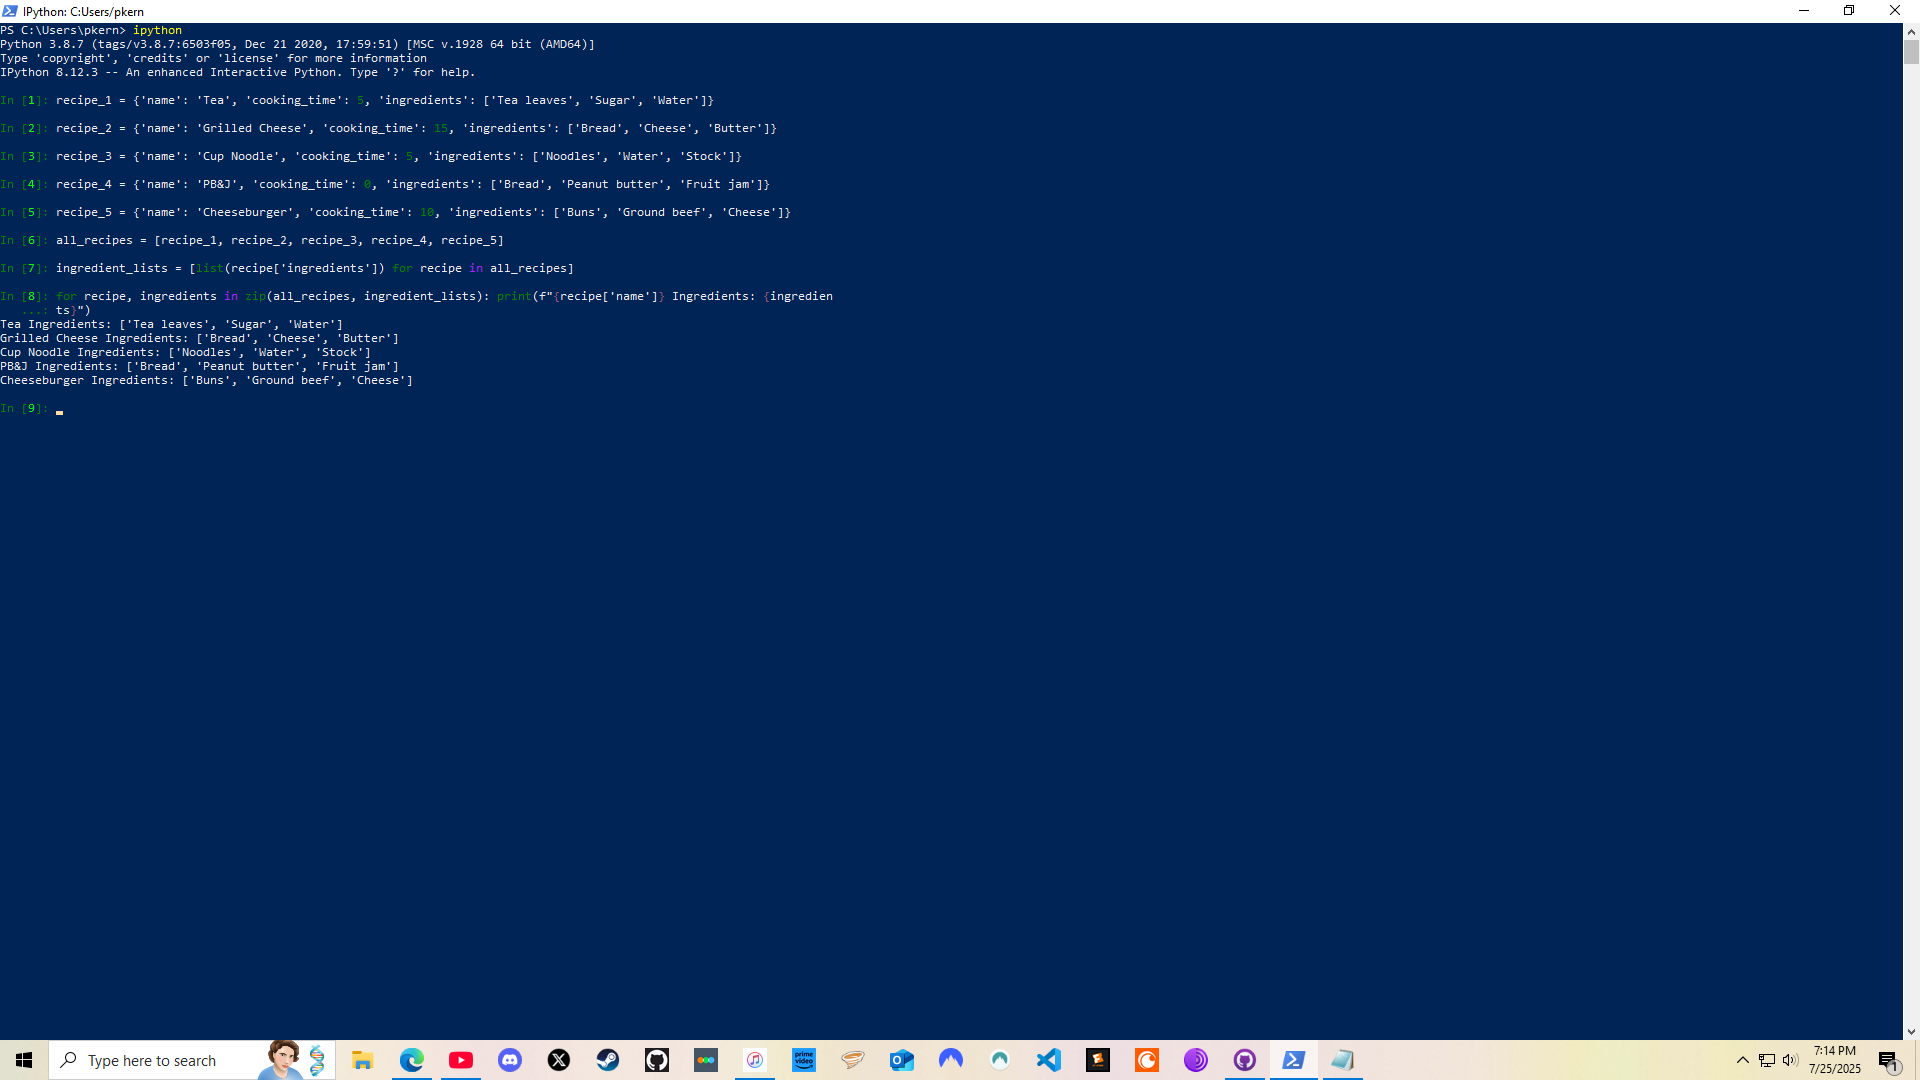 IPython: C:Users/pkern
PS C:\Users\pkern> ipython
Python 3.8.7 (tags/v3.8.7:6503f05, Dec 21 2020, 17:59:51) [MSC v.1928 64 bit (AMD64)]
Type 'copyright', 'credits' or 'license' for more information
IPython 8.12.3 -- An enhanced Interactive Python. Type '?' for help.
In [1]: recipe_1 = {'name': 'Tea', 'cooking_time': 5, 'ingredients': ['Tea leaves', 'Sugar', 'Water']}
In [2]: recipe_2 = {'name': 'Grilled Cheese', 'cooking_time': 15, 'ingredients': ['Bread', 'Cheese', 'Butter']}
In [3]: recipe_3 = {'name': 'Cup Noodle', 'cooking_time': 5, 'ingredients': ['Noodles', 'Water', 'Stock']}
In [4]: recipe_4 = {'name': 'PB&J', 'cooking_time': 0, 'ingredients': ['Bread', 'Peanut butter', 'Fruit jam']}
In [5]: recipe_5 = {'name': 'Cheeseburger', 'cooking_time': 10, 'ingredients': ['Buns', 'Ground beef', 'Cheese']}
In [6]: all_recipes = [recipe_1, recipe_2, recipe_3, recipe_4, recipe_5]
In [7]: ingredient_lists = [list(recipe['ingredients']) for recipe in all_recipes]
In [8]: for recipe, ingredients in zip(all_recipes, ingredient_lists): print(f"{recipe['name']} Ingredients: {ingredien
...: ts}")
Tea Ingredients: ['Tea leaves', 'Sugar', 'Water']
Grilled Cheese Ingredients: ['Bread', 'Cheese', 'Butter']
Cup Noodle Ingredients: ['Noodles', 'Water', 'Stock']
PB&J Ingredients: ['Bread', 'Peanut butter', 'Fruit jam']
Cheeseburger Ingredients: ['Buns', 'Ground beef', 'Cheese']
In [9]:
Type here to search
prime video
7:14 PM
7/25/2025
1